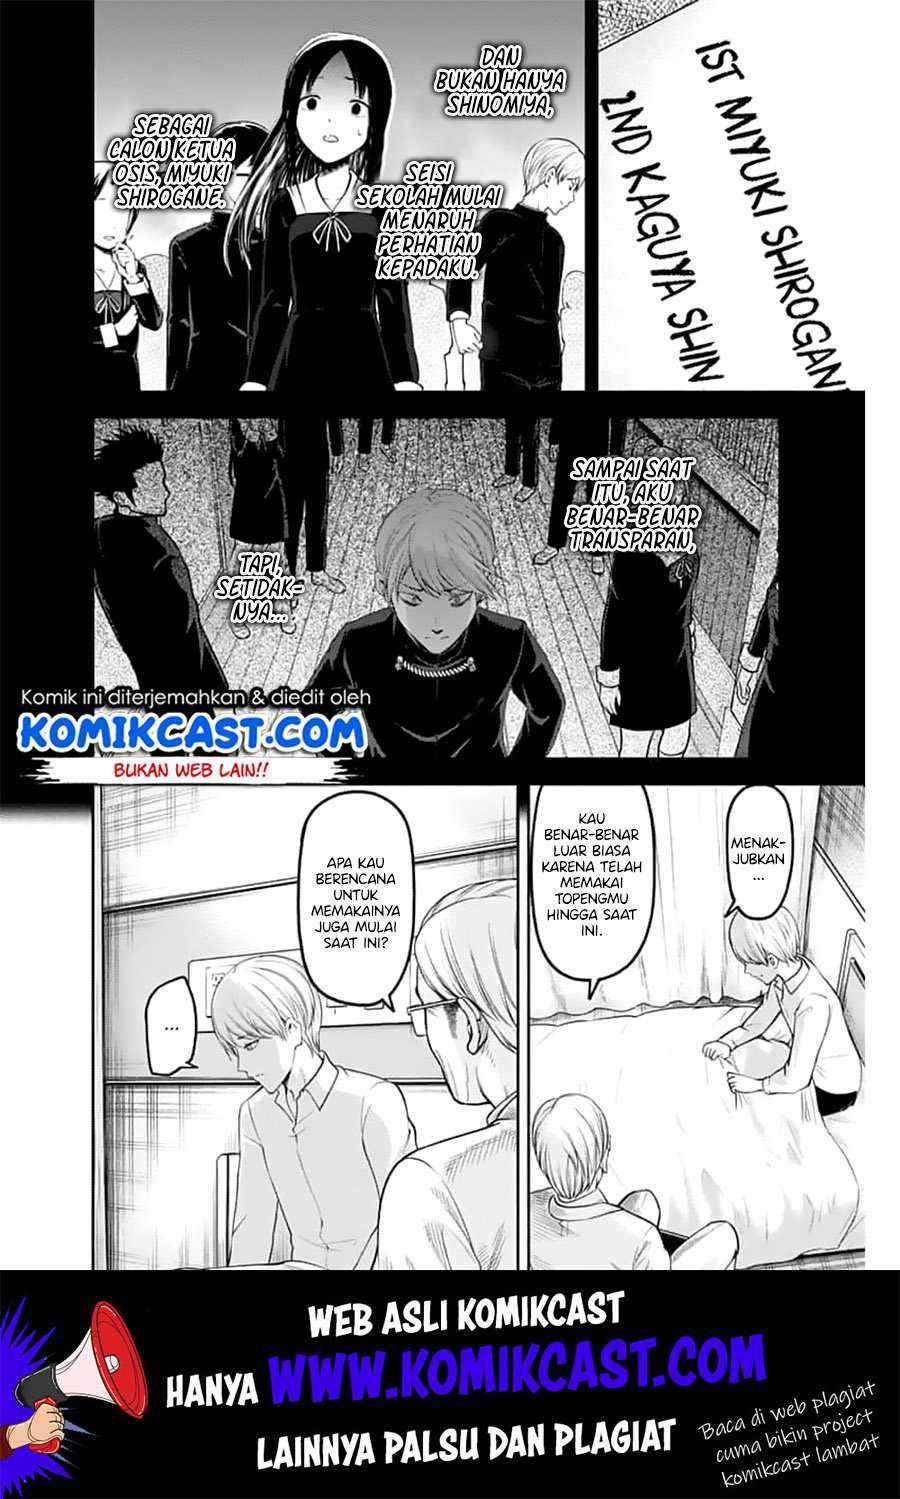 1ST MIYUKI SHIROGAN
2ND KAGUYA SHIN
DAN
BUKAN HANYA
SHINOMIYA,
SEISI
SEKOLAH MULAI
MENARUH
PERHATIAN
KEPADAKU.
SEBAGAI
CALON KETUA
OSIS, MIYUKI
SHIROGANE.
SAMPAI SAAT
ITU, AKU
BENAR-BENAR
TRANSPARAN,
TAPI,
SETIDAK-
NYA...
Komik ini diterjemahkan & diedit oleh
KOMIKCAST.COM
BUKAN WEB LAIN!!
MENAK-
JUBKAN
...
KAU
BENAR-BENAR
LUAR BIASA
KARENA TELAH
MEMAKAI
TOPENGMU
HINGGA SAAT
INI.
APA KAU
BERENCANA
UNTUK
MEMAKAINYA
JUGA MULAI
SAAT INI?
...
WEB ASLI KOMIKCAST
HANYA WWW.KOMIKCAST.COM
LAINNYA PALSU DAN PLAGIAT
Baca di web plagiat
cuma bikin project
komikcast lambat